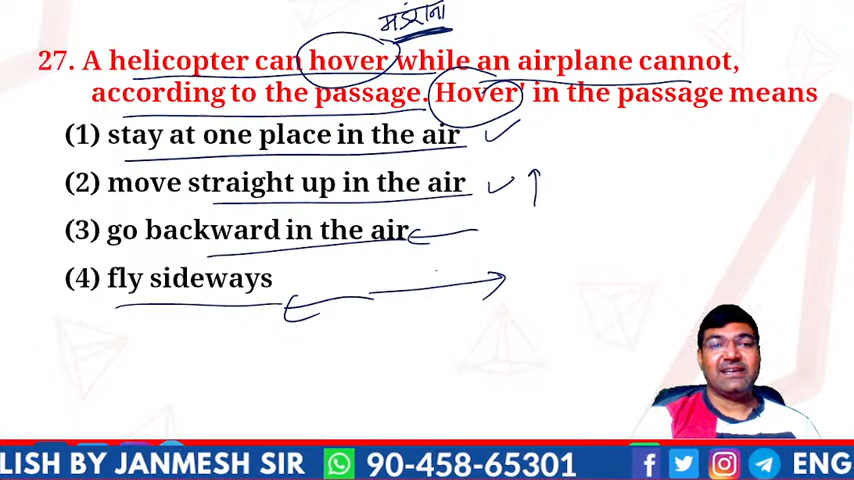 मंडराना
27. A helicopter can hover while an airplane cannot,
according to the passage. Hover' in the passage means
(1) stay at one place in the air
(2) move straight up in the air
(3) go backward in the air
(4) fly sideways
LISH BY JANMESH SIR 90-458-65301 ENG